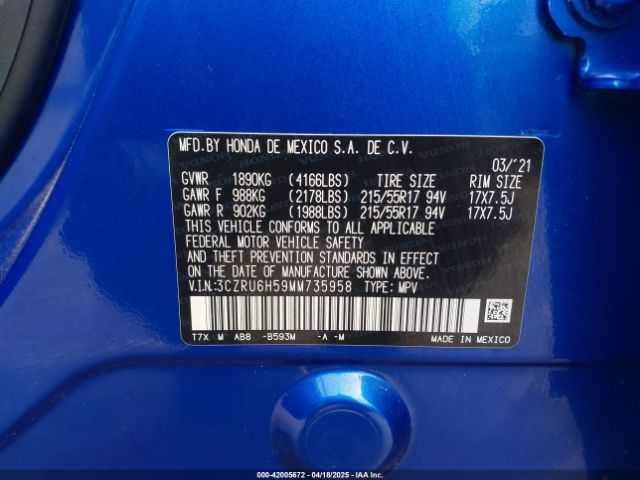 MFD.BY HONDA DE MEXICO S.A. DE C.V.
03/'21
GVWR 1890KG (4166LBS) TIRE SIZE RIM SIZE
GAWR F 988KG (2178LBS) 215/55R17 94V 17X7.5J
GAWR R 902KG (1988LBS) 215/55R17 94V 17X7.5J
THIS VEHICLE CONFORMS TO ALL APPLICABLE
FEDERAL MOTOR VEHICLE SAFETY
AND THEFT PREVENTION STANDARDS IN EFFECT
ON THE DATE OF MANUFACTURE SHOWN ABOVE.
V.I.N:3CZRU6H59MM735958 TYPE: MPV
T7X M AB8 -B593M -A -M MADE IN MEXICO
000-42005672 - 04/18/2025 - IAAI.COM